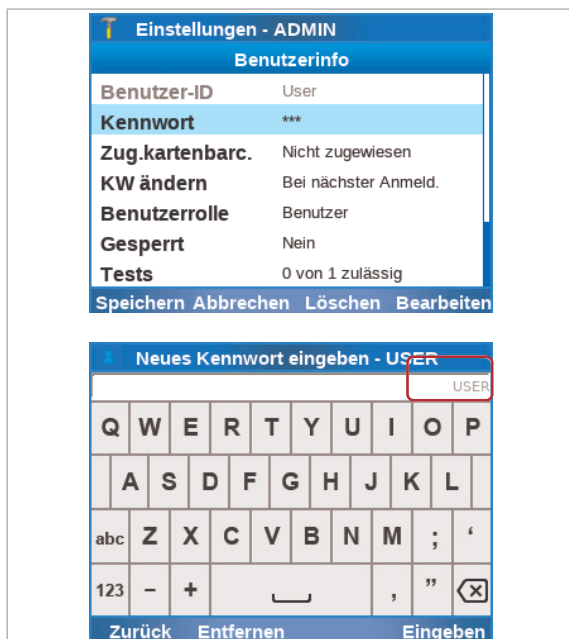 Einstellungen - ADMIN
Benutzerinfo
Benutzer-ID User
Kennwort ***
Zug.kartenbarc. Nicht zugewiesen
KW ändern Bei nächster Anmeld.
Benutzerrolle Benutzer
Gesperrt Nein
Tests 0 von 1 zulässig
Speichern Abbrechen Löschen Bearbeiten
Neues Kennwort eingeben - USER
USER
Q W E R T Y U I O P
A S D F G H J K L
abc Z X C V B N M ; ‘
123 - + , ”
Zurück Entfernen Eingeben